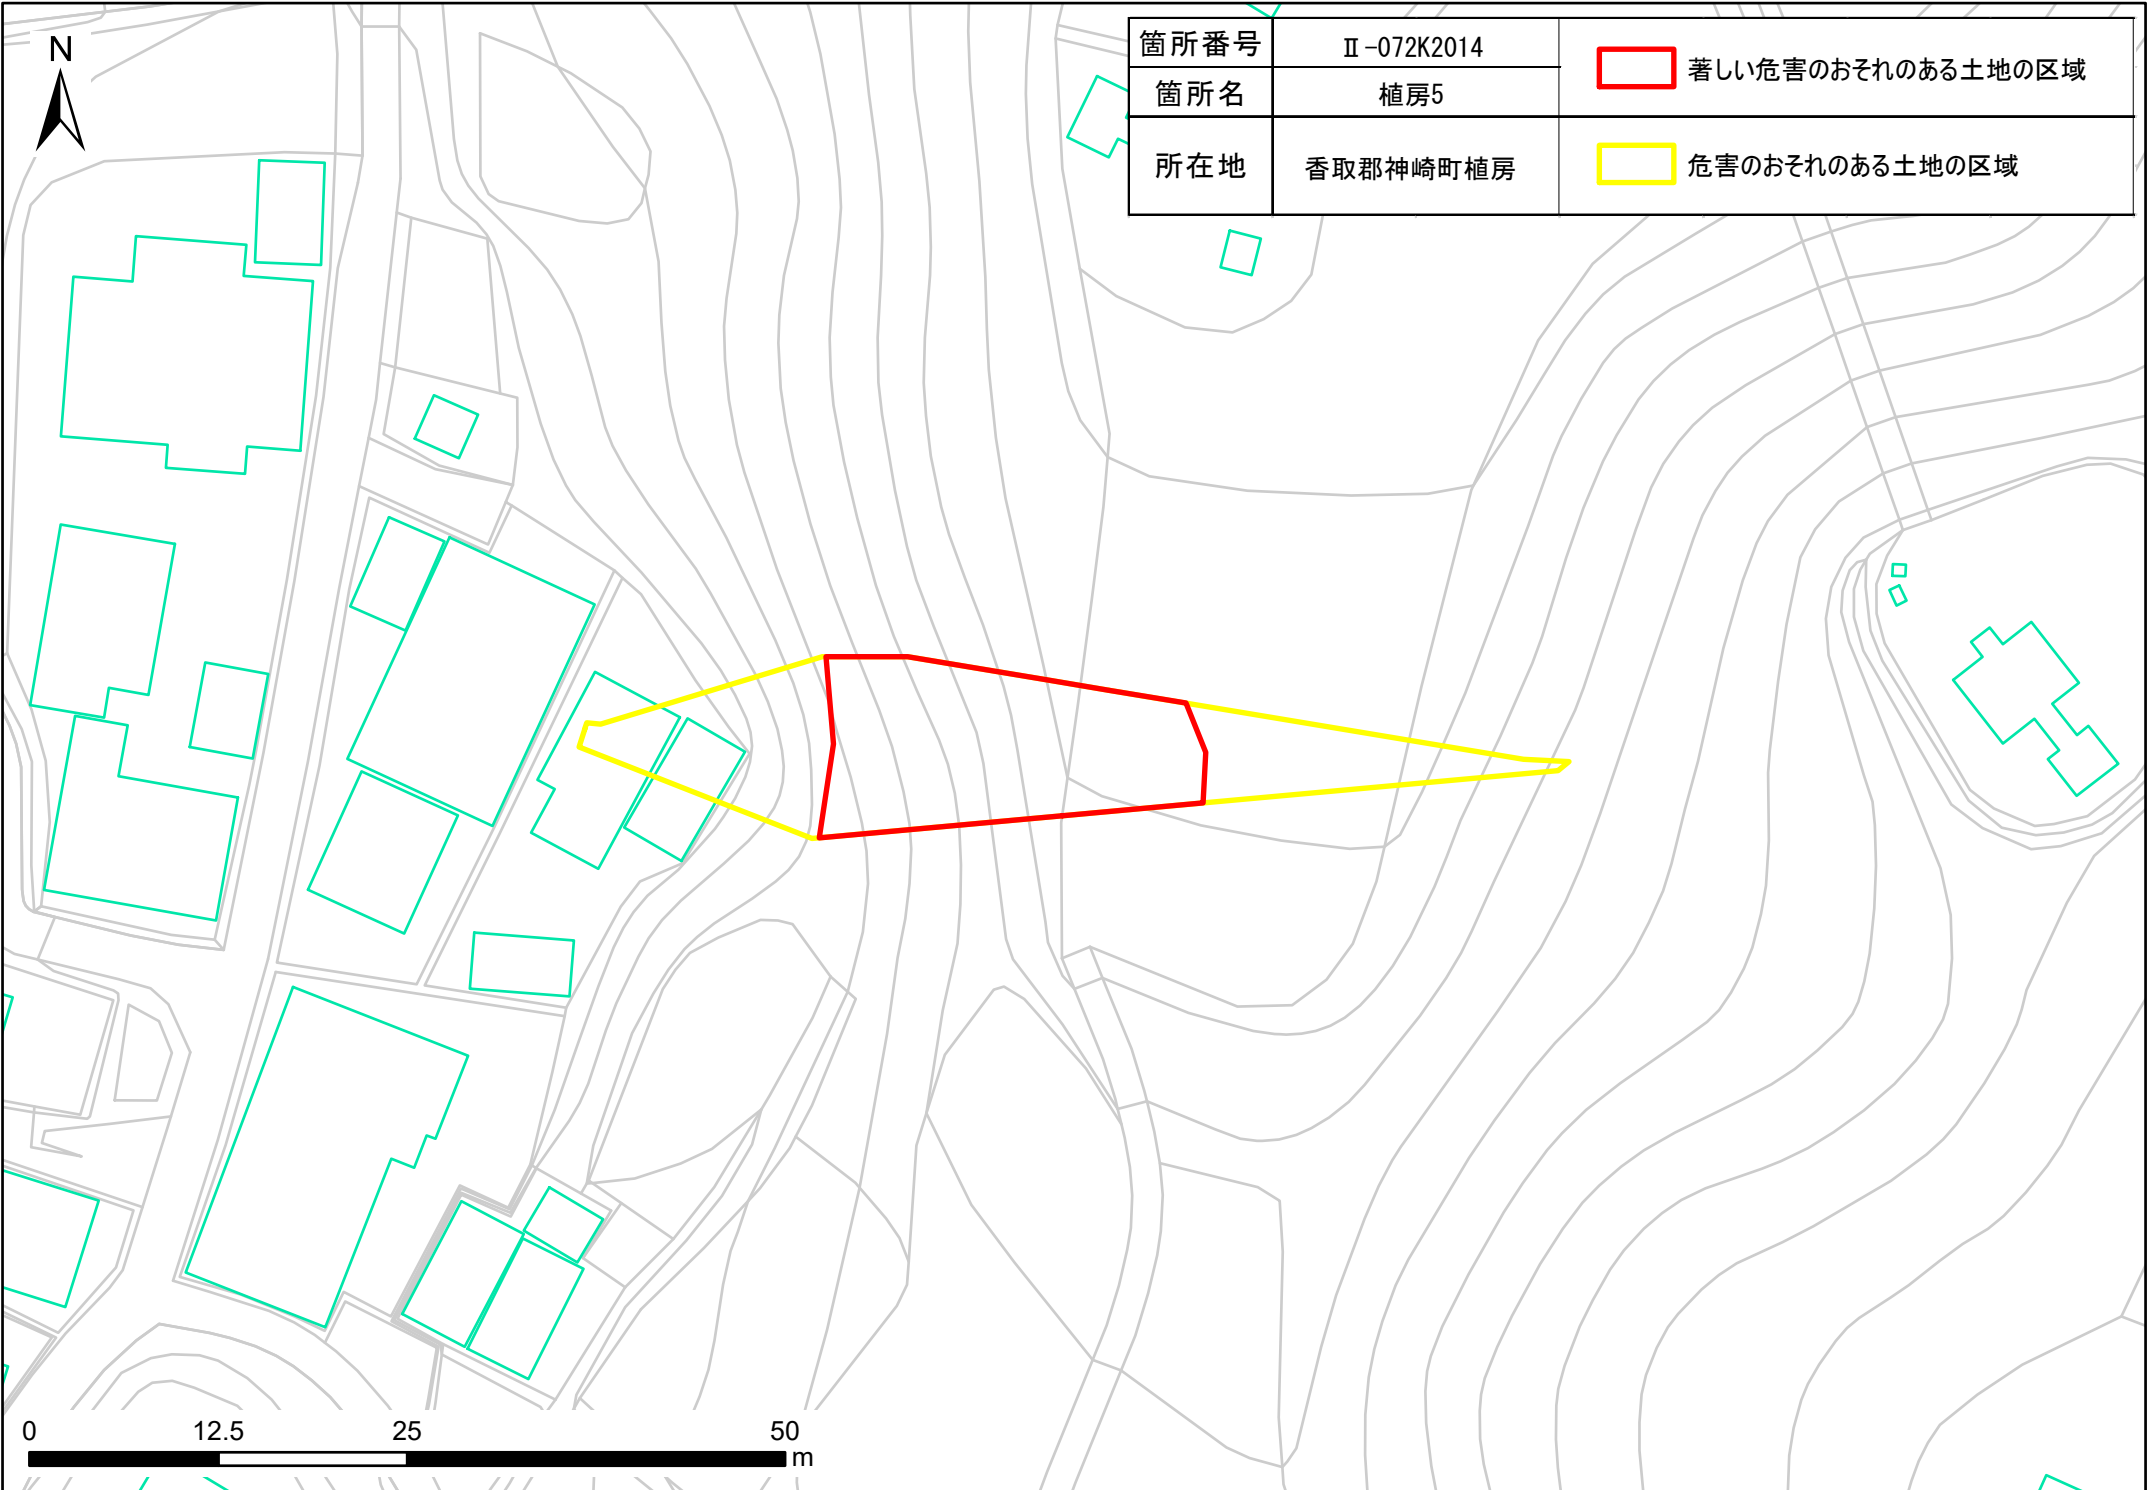 N
箇所番号 Ⅱ-072K2014
箇所名 植房5
所在地 香取郡神崎町植房
著しい危害のおそれのある土地の区域
危害のおそれのある土地の区域
0 12.5 25 50
m